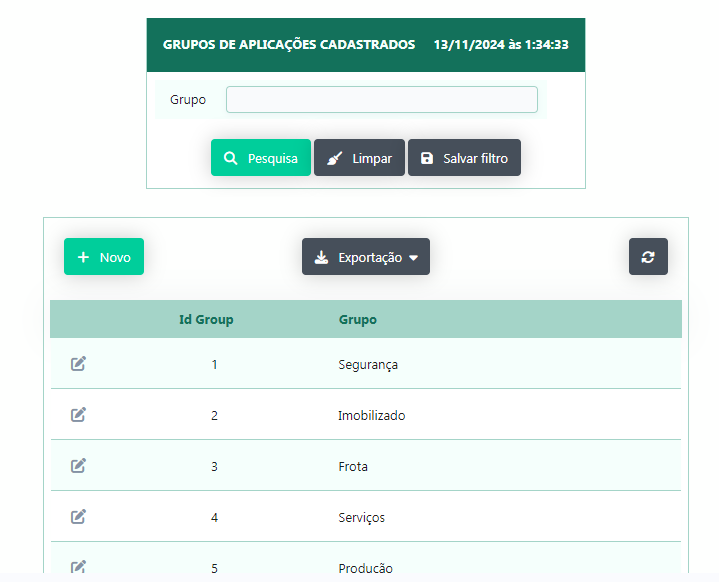 GRUPOS DE APLICAÇÕES CADASTRADOS 13/11/2024 às 1:34:33
Grupo
Pesquisa Limpar Salvar filtro
Novo Exportação
Id Group Grupo
1 Segurança
2 Imobilizado
3 Frota
4 Serviços
5 Produção